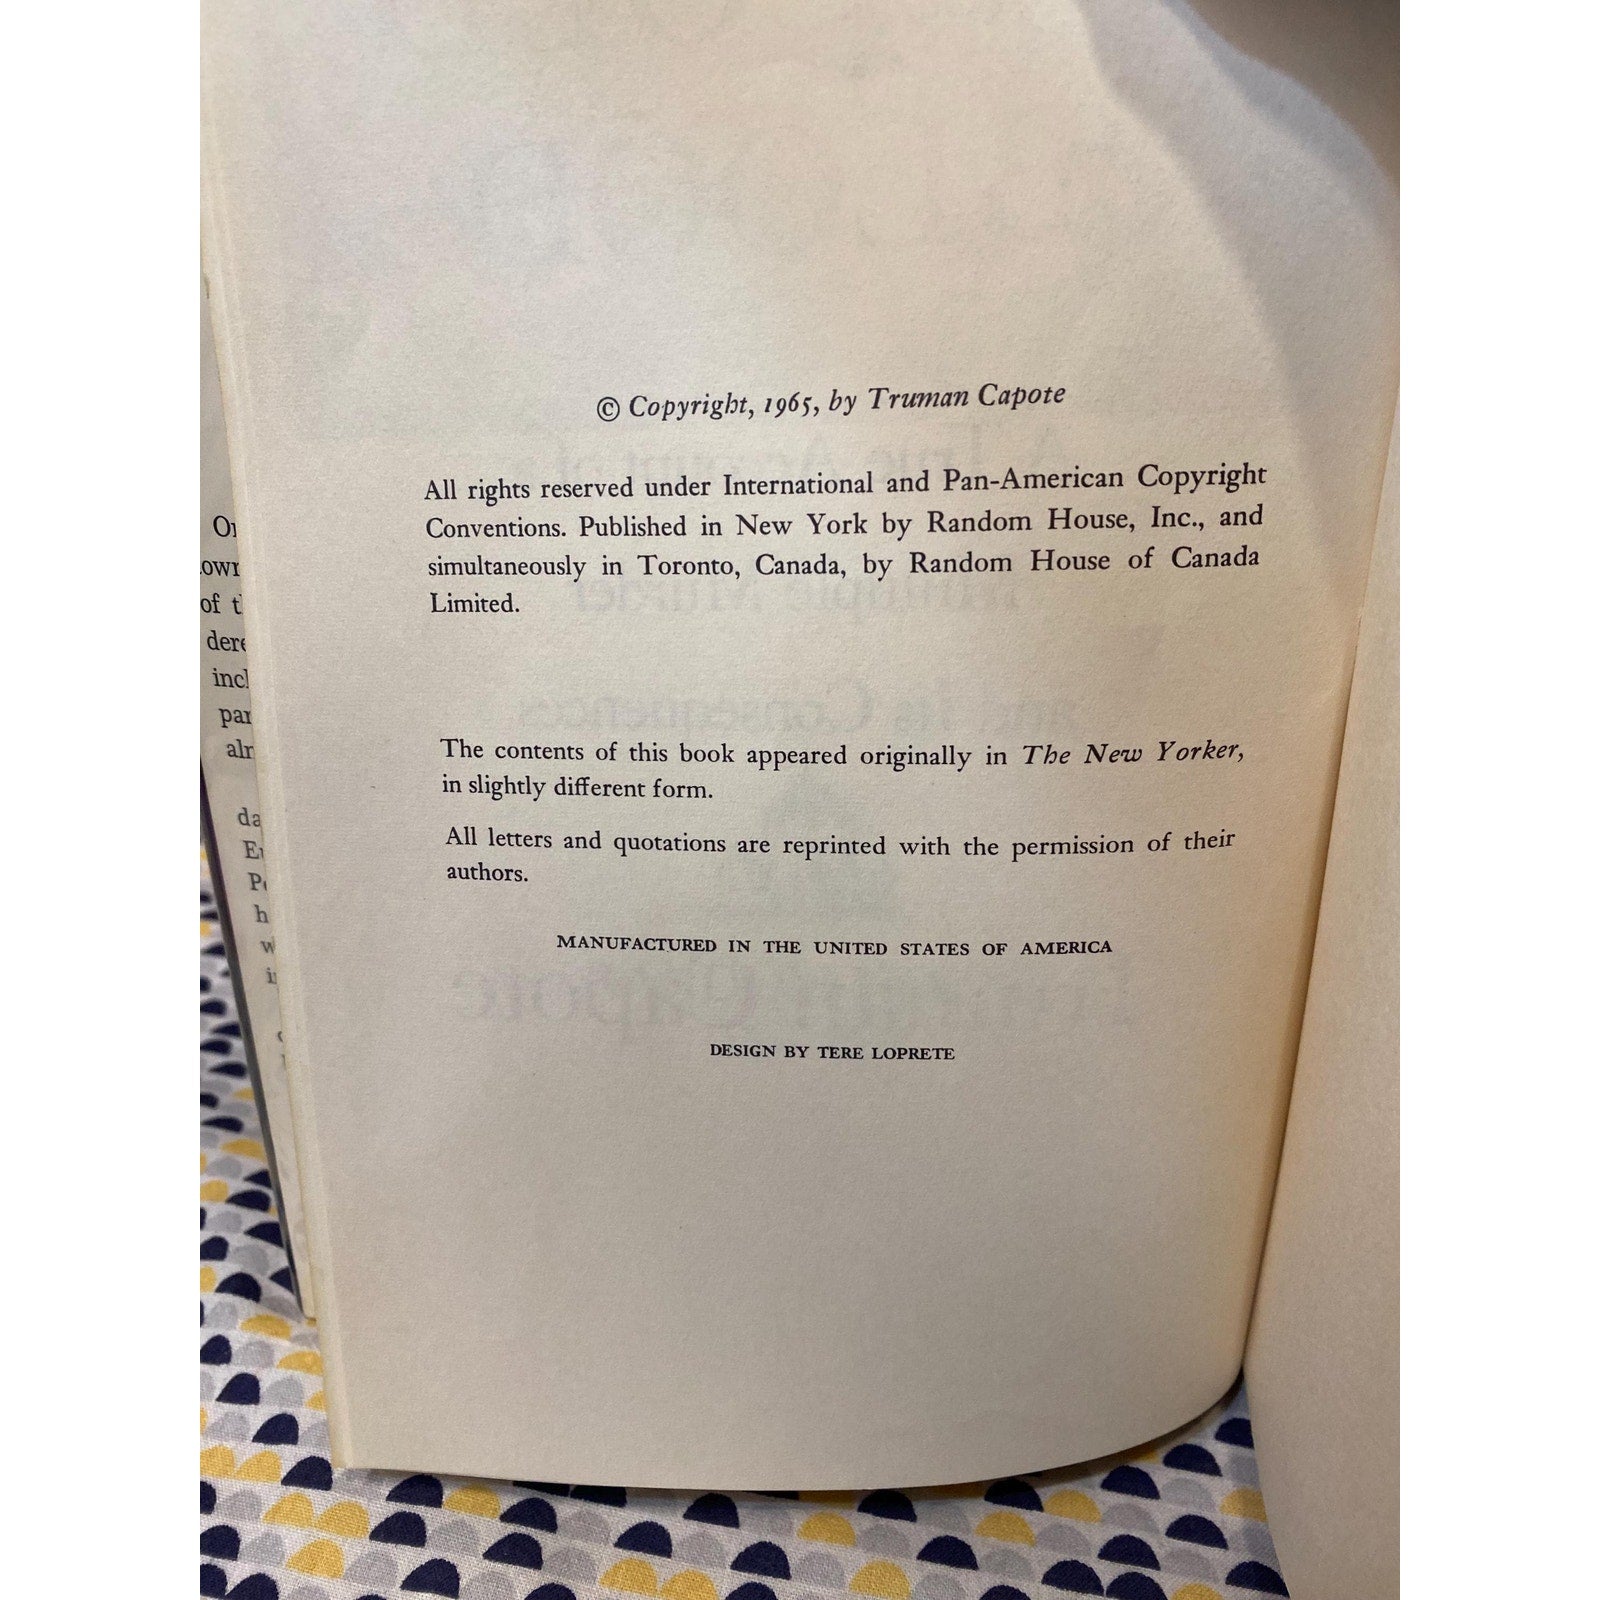 © Copyright, 1965, by Truman Capote
All rights reserved under International and Pan-American Copyright
Conventions. Published in New York by Random House, Inc., and
simultaneously in Toronto, Canada, by Random House of Canada
Limited.
The contents of this book appeared originally in The New Yorker,
in slightly different form.
All letters and quotations are reprinted with the permission of their
authors.
MANUFACTURED IN THE UNITED STATES OF AMERICA
DESIGN BY TERE LOPRETE